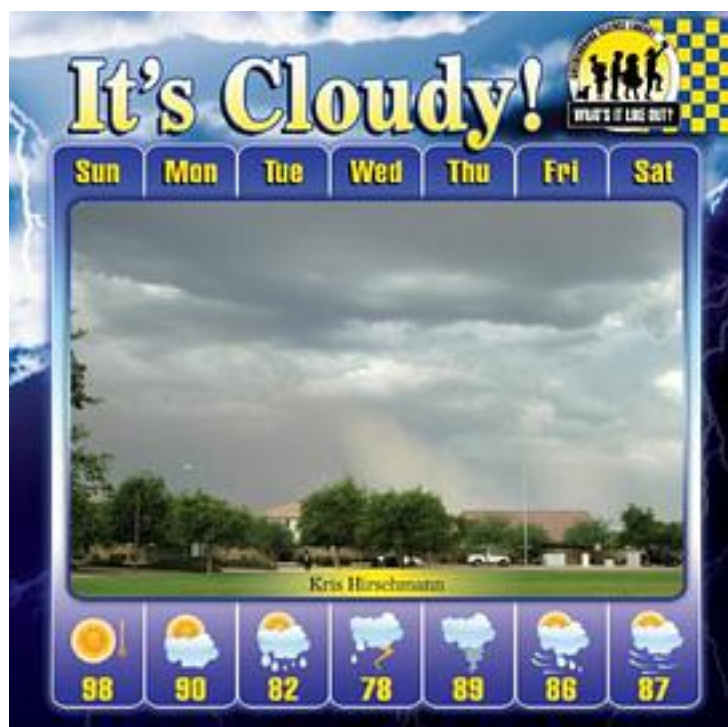 It's Cloudy!
WHAT'S IT LIKE OUT?
Sun Mon Tue Wed Thu Fri Sat
Kris Hirschmann
98 90 82 78 89 86 87